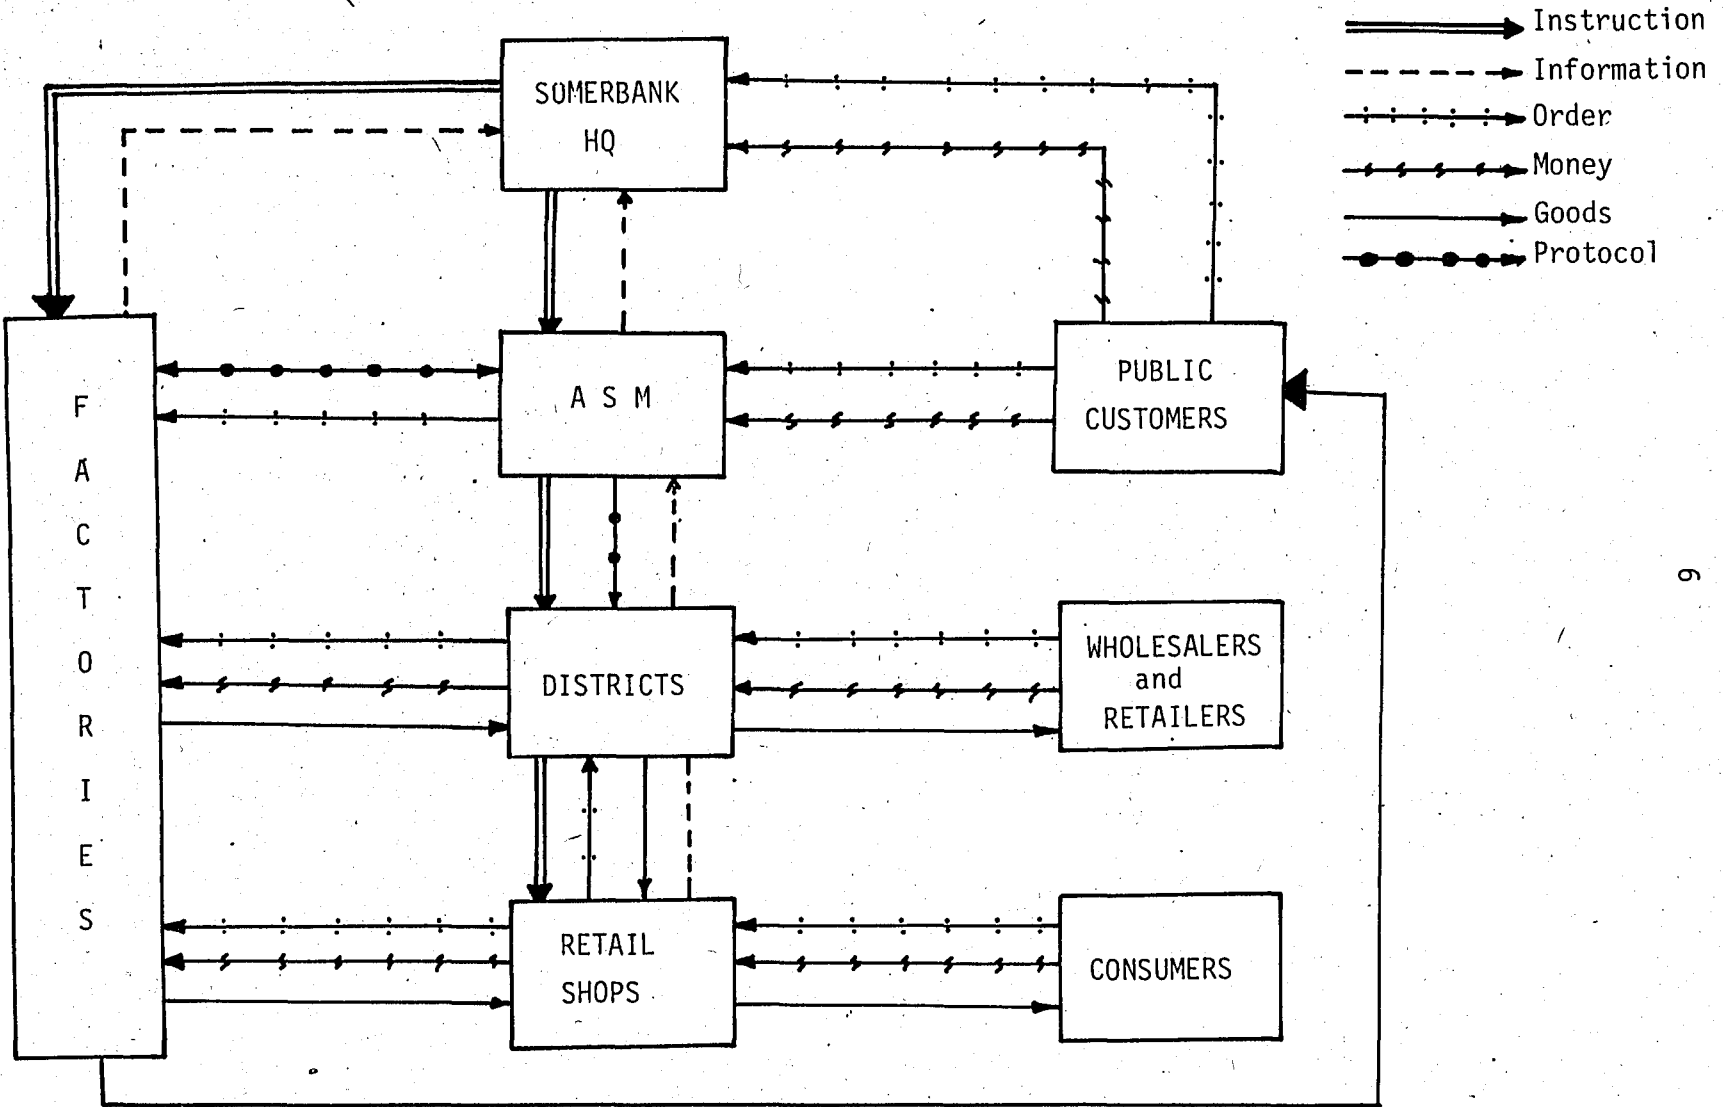 Instruction
Information
Order
Money
Goods
Protocol
SOMERBANK
HQ
F
A
C
T
O
R
I
E
S
A S M
PUBLIC
CUSTOMERS
DISTRICTS
WHOLESALERS
and
RETAILERS
RETAIL
SHOPS
CONSUMERS
6